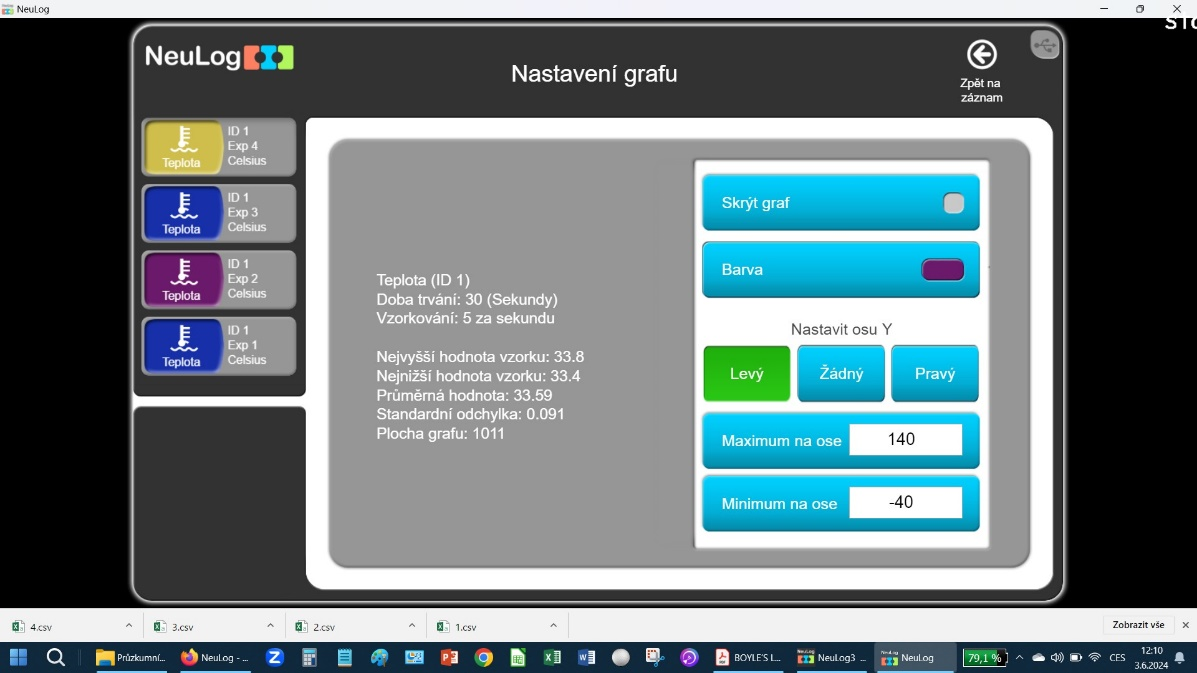 NeuLog
STO
NeuLog
Nastavení grafu
Zpět na
záznam
ID 1
Exp 4
Celsius
Teplota
ID 1
Exp 3
Celsius
Teplota
ID 1
Exp 2
Celsius
Teplota
ID 1
Exp 1
Celsius
Teplota
Teplota (ID 1)
Doba trvání: 30 (Sekundy)
Vzorkování: 5 za sekundu
Nejvyšší hodnota vzorku: 33.8
Nejnižší hodnota vzorku: 33.4
Průměrná hodnota: 33.59
Standardní odchylka: 0.091
Plocha grafu: 1011
Skrýt graf
Barva
Nastavit osu Y
Levý Žádný Pravý
Maximum na ose 140
Minimum na ose -40
4.csv 3.csv 2.csv 1.csv Zobrazit vše
Průzkumní... NeuLog - ... BOYLE'S L... NeuLog3 ... NeuLog 79,1 % CES 12:10
3.6.2024